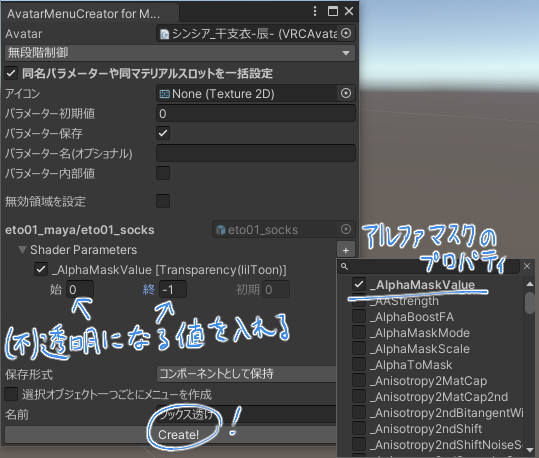 AvatarMenuCreator for M...
Avatar
シンシア_干支衣-辰- (VRCAvata
無段階制御
同名パラメーターや同マテリアルスロットを一括設定
アイコン
None (Texture 2D)
パラメーター初期値
0
パラメーター保存
パラメーター名(オプショナル)
パラメーター内部値
無効領域を設定
eto01_maya/eto01_socks
eto01_socks
Shader Parameters
+
_AlphaMaskValue [Transparency(lilToon)]
始 0 終 -1 初期 0
(不)透明になる値を入れる
保存形式
コンポーネントとして保持
選択オブジェクト一つごとにメニューを作成
名前
ソックス透け
Create!
!
アルファマスクの
プロパティ
_AlphaMaskValue
_AAStrength
_AlphaBoostFA
_AlphaMaskMode
_AlphaMaskScale
_AlphaToMask
_Anisotropy2MatCap
_Anisotropy2MatCap2nd
_Anisotropy2ndBitangentWi
_Anisotropy2ndShift
_Anisotropy2ndShiftNoiseSc